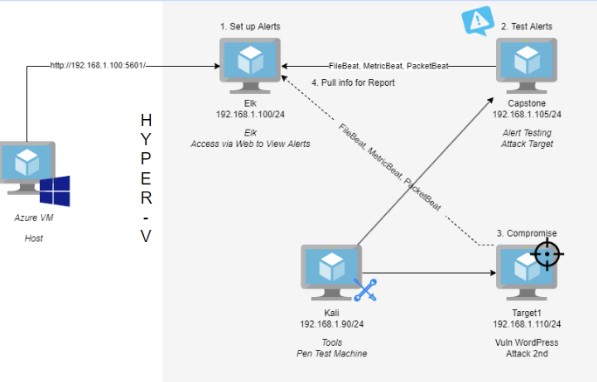 1. Set up Alerts
2. Test Alerts
http://192.168.1.100:5601/
FileBeat, MetricBeat, PacketBeat
4. Pull info for Report
Elk
192.168.1.100/24
Elk
Access via Web to View Alerts
Capstone
192.168.1.105/24
Alert Testing
Attack Target
HYPER-V
FileBeat, MetricBeat, PacketBeat
Azure VM
Host
3. Compromise
Kali
192.168.1.90/24
Tools
Pen Test Machine
Target1
192.168.1.110/24
Vuln WordPress
Attack 2nd